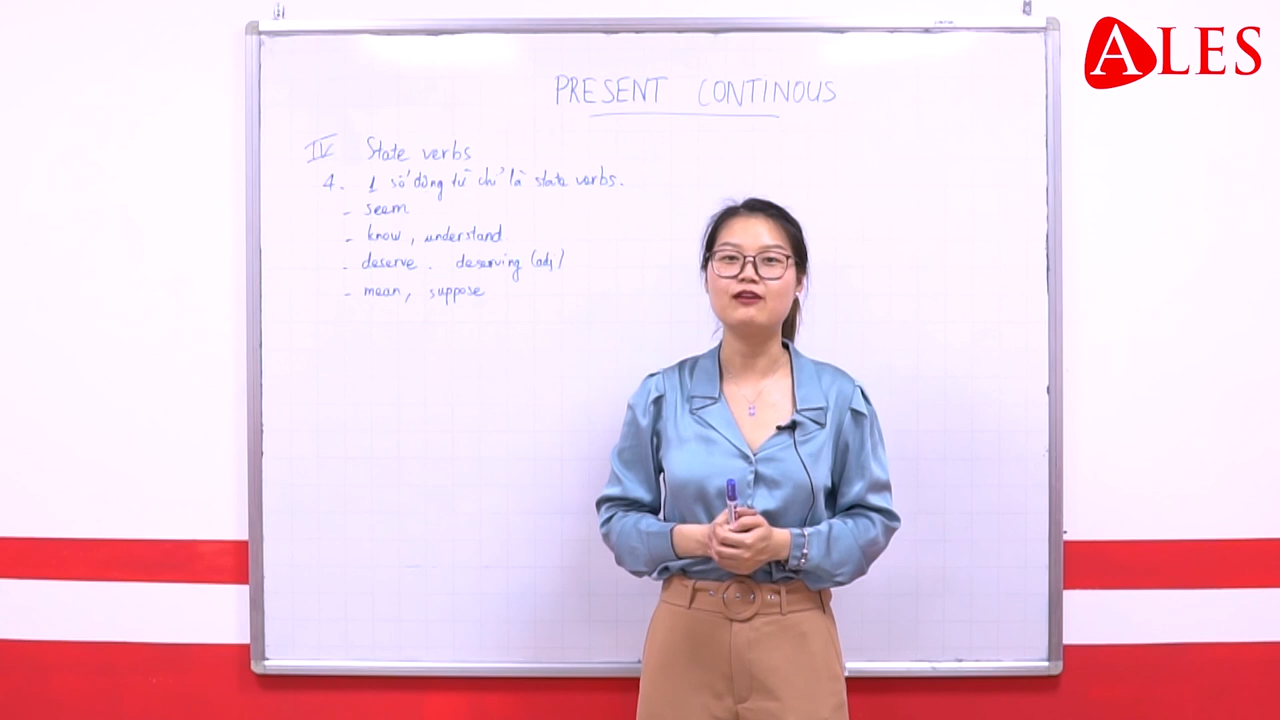 ALES
PRESENT CONTINOUS
IV State verbs
4. 1 số động từ chỉ là state verbs.
- seem
- know, understand
- deserve. deserving (adj)
- mean, suppose